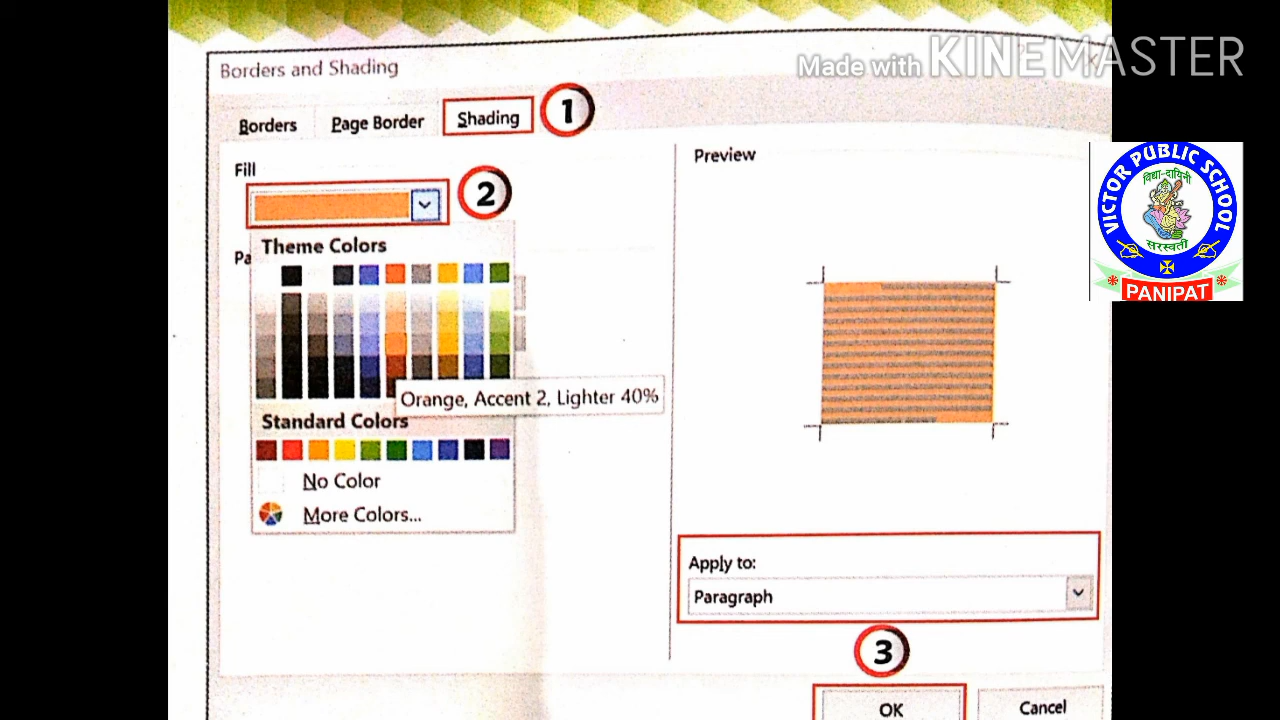 Made with KINEMASTER
Borders and Shading
Borders
Page Border
Shading
1
Fill
2
Preview
Theme Colors
Pa
Orange, Accent 2, Lighter 40%
Standard Colors
No Color
More Colors...
Apply to:
Paragraph
3
OK
Cancel
VICTOR PUBLIC SCHOOL
विद्या-दायिनी
सरस्वती
PANIPAT